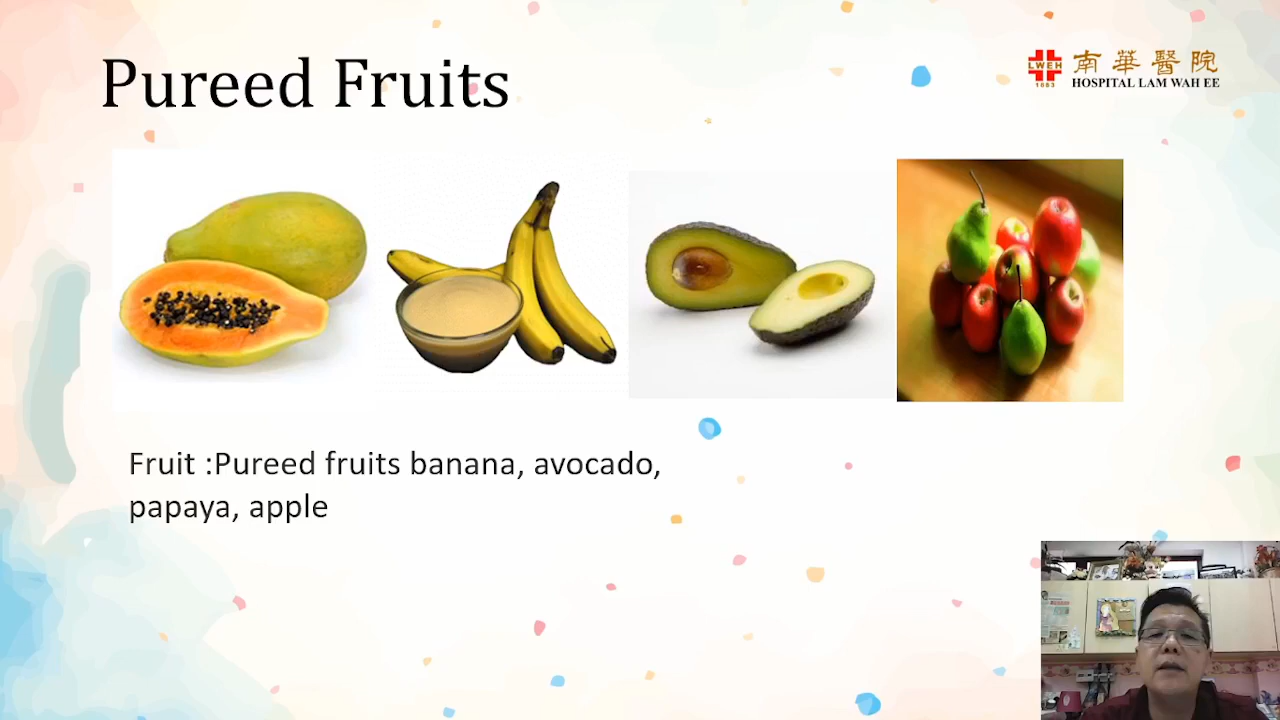 Pureed Fruits
LWEH
1883
南華醫院
HOSPITAL LAM WAH EE
Fruit :Pureed fruits banana, avocado,
papaya, apple